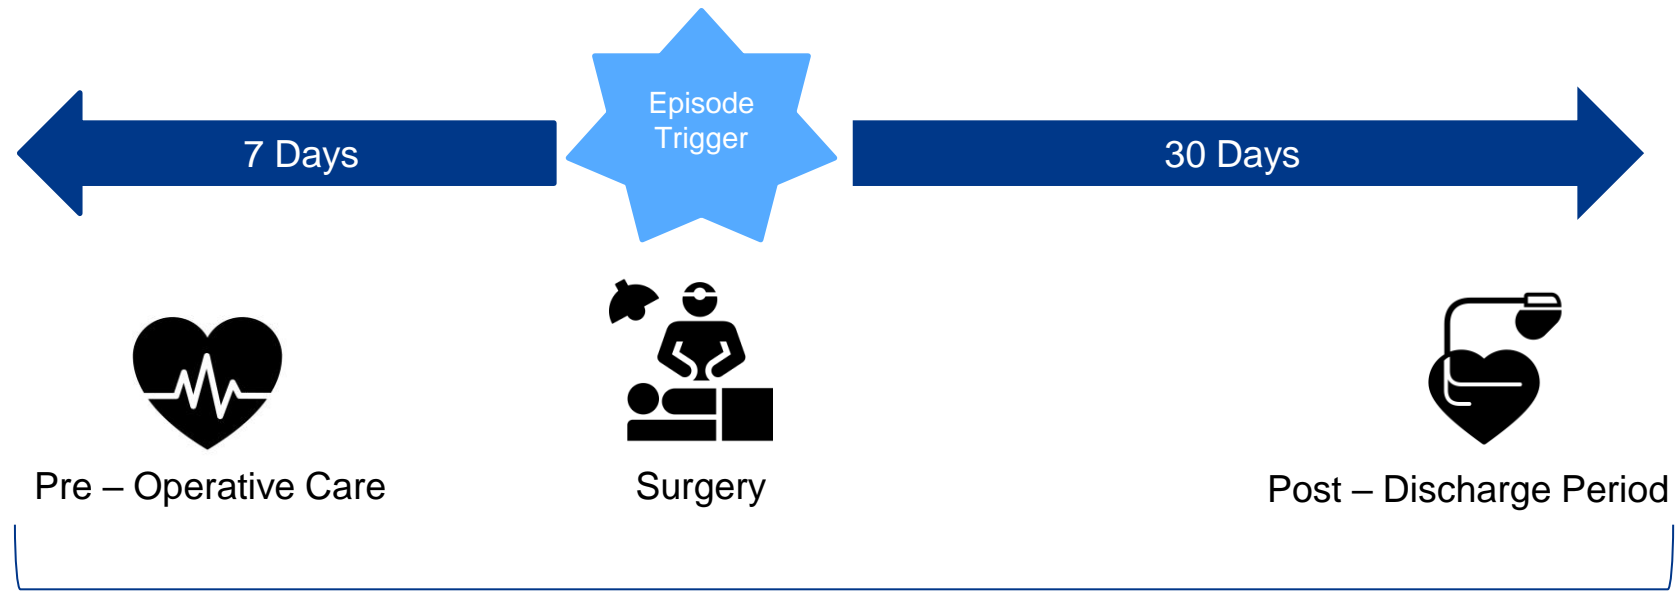 Episode
Trigger
7 Days
30 Days
Pre – Operative Care
Surgery
Post – Discharge Period